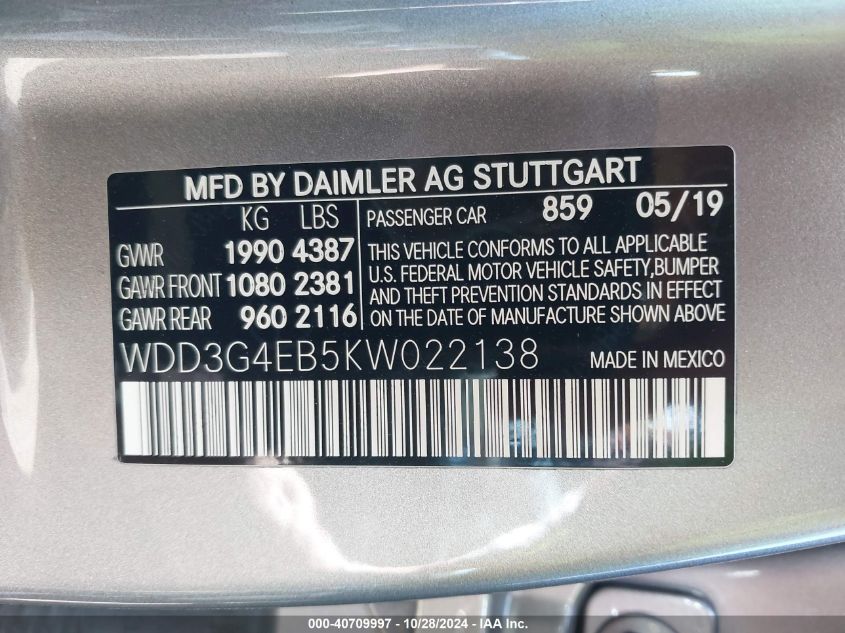 MFD BY DAIMLER AG STUTTGART
KG LBS
GVWR 1990 4387
GAWR FRONT 1080 2381
GAWR REAR 960 2116
PASSENGER CAR 859 05/19
THIS VEHICLE CONFORMS TO ALL APPLICABLE
U.S. FEDERAL MOTOR VEHICLE SAFETY,BUMPER
AND THEFT PREVENTION STANDARDS IN EFFECT
ON THE DATE OF MANUFACTURE SHOWN ABOVE
WDD3G4EB5KW022138 MADE IN MEXICO
000-40709997 - 10/28/2024 - IAA Inc.